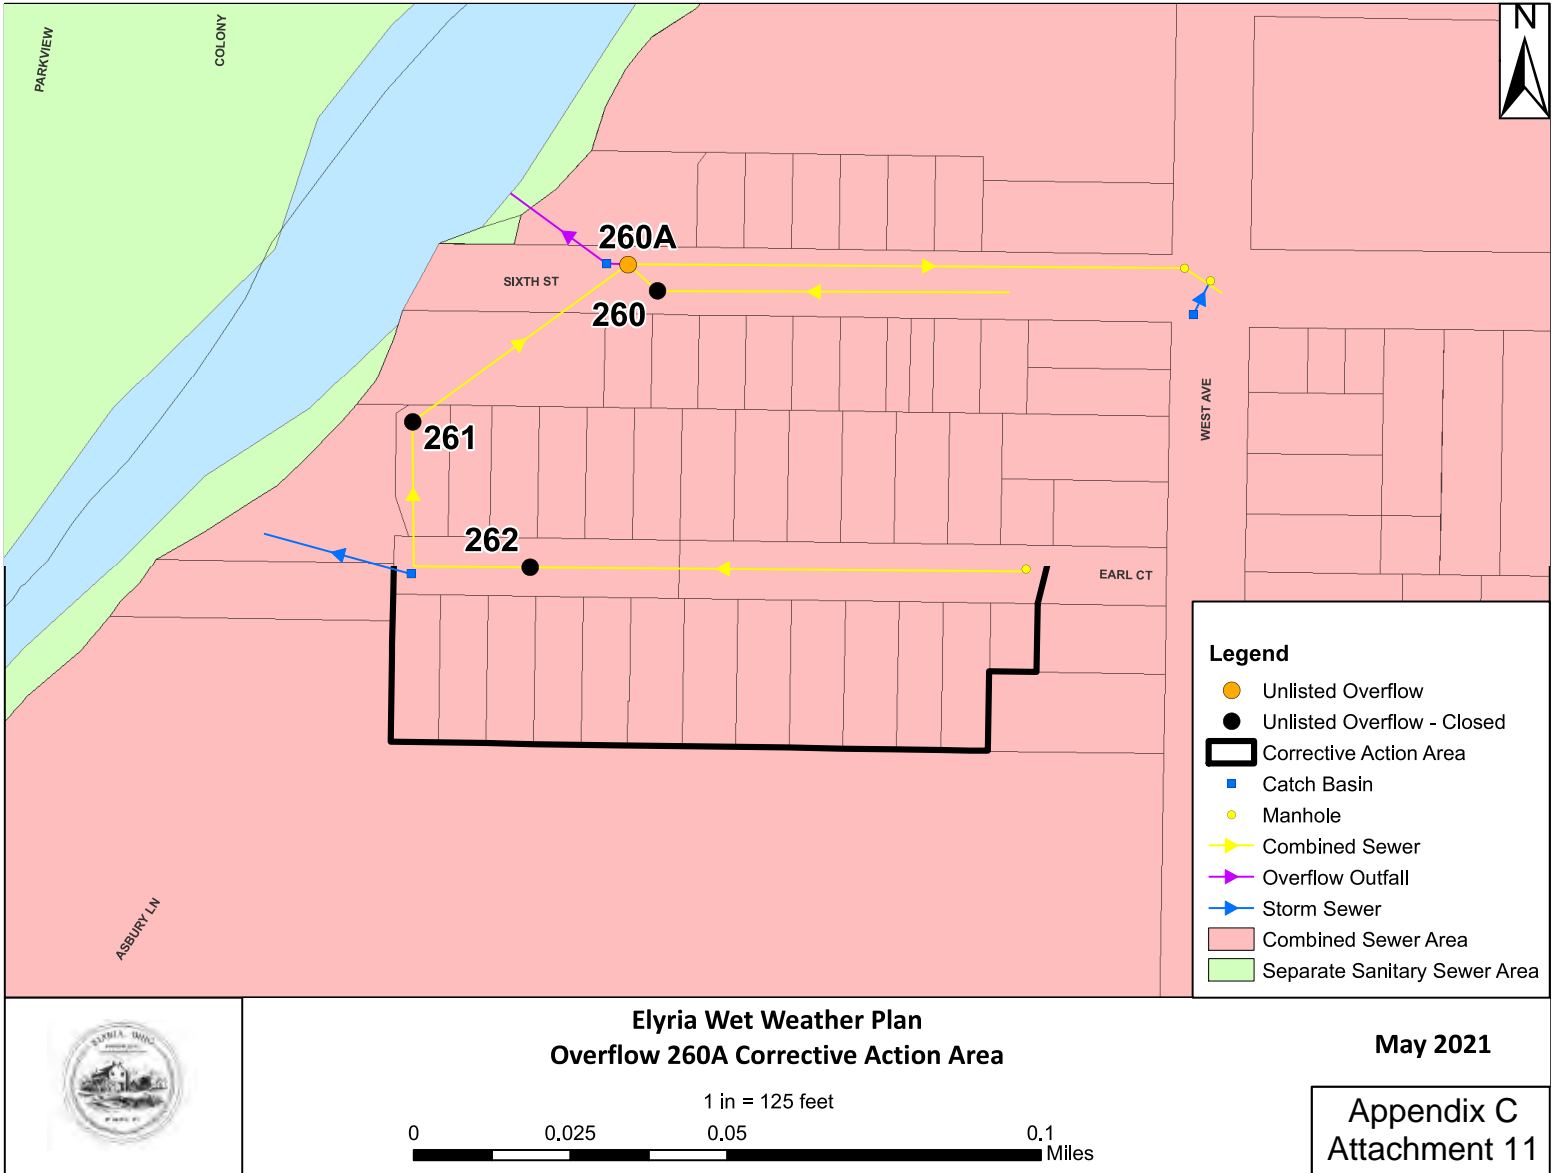 PARKVIEW
COLONY
N
260A
SIXTH ST
260
261
WEST AVE
262
EARL CT
ASBURY LN
Legend
Unlisted Overflow
Unlisted Overflow - Closed
Corrective Action Area
Catch Basin
Manhole
Combined Sewer
Overflow Outfall
Storm Sewer
Combined Sewer Area
Separate Sanitary Sewer Area
ELYRIA, OHIO
Elyria Wet Weather Plan
Overflow 260A Corrective Action Area
May 2021
1 in = 125 feet
0 0.025 0.05 0.1
Miles
Appendix C
Attachment 11